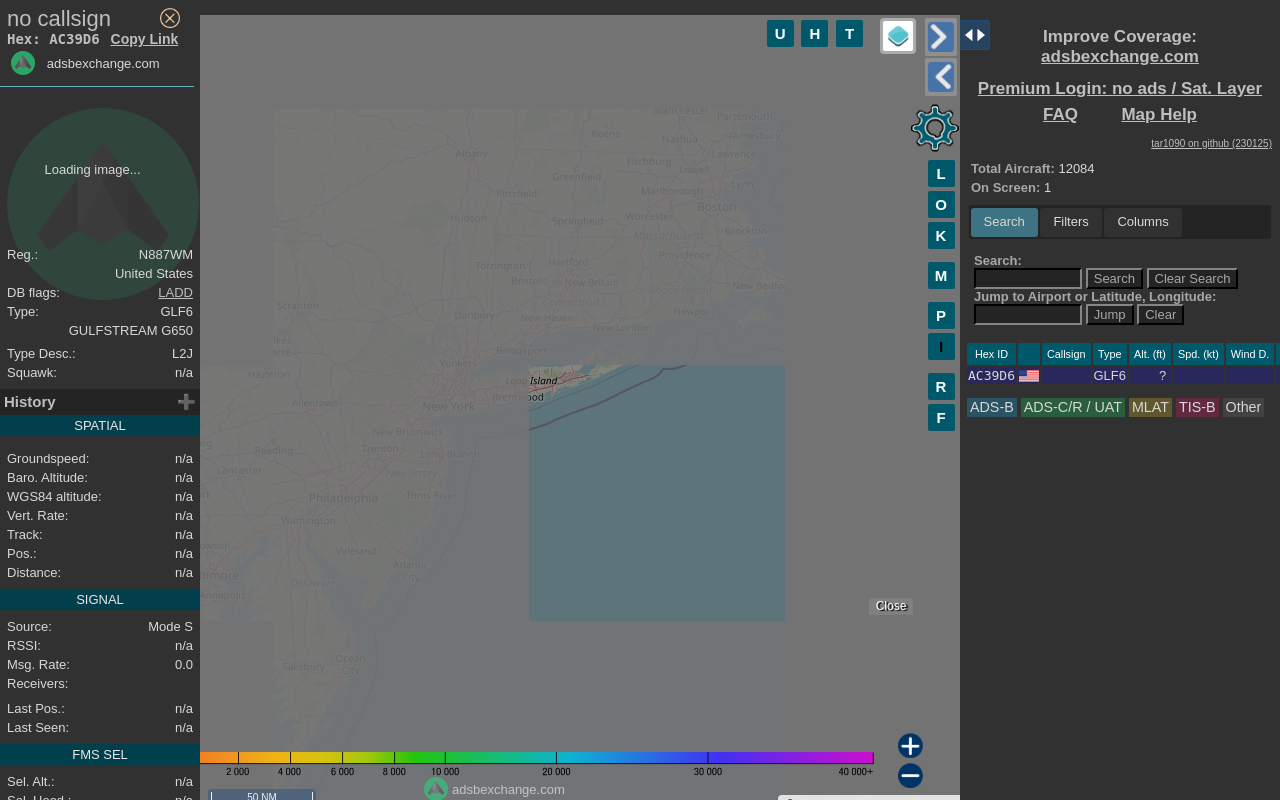 no callsign
Hex: AC39D6 Copy Link
adsbexchange.com
Loading image...
Reg.: N887WM
United States
DB flags: LADD
Type: GLF6
GULFSTREAM G650
Type Desc.: L2J
Squawk: n/a
History
SPATIAL
Groundspeed: n/a
Baro. Altitude: n/a
WGS84 altitude: n/a
Vert. Rate: n/a
Track: n/a
Pos.: n/a
Distance: n/a
SIGNAL
Source: Mode S
RSSI: n/a
Msg. Rate: 0.0
Receivers:
Last Pos.: n/a
Last Seen: n/a
FMS SEL
Sel. Alt.: n/a
U H T
L
O
K
M
P
I
R
F
Manchester
Portsmouth
Keene
Nashua
Amesbury
Albany
Fitchburg
Lawrence
Greenfield
Lowell
Lynn
Pittsfield
Marlborough
Boston
Hudson
Springfield
Worcester
Massachusetts
Brockton
Torrington
Hartford
Providence
Bristol
New Britain
New Bedfo
Scranton
Connecticut
Rhode Island
Danbury
New Haven
Newport
New London
Yonkers
Bridgeport
Hazleton
Long Island
Brentwood
Allentown
New York
New Brunswick
Reading
Trenton
Long Branch
Lancaster
New Jersey
Philadelphia
Toms River
Wilmington
Vineland
Atlantic
City
Delaware
timore
Annapolis
Salisbury
Ocean
City
Close
2 000 4 000 6 000 8 000 10 000 20 000 30 000 40 000+
adsbexchange.com
50 NM
Improve Coverage:
adsbexchange.com
Premium Login: no ads / Sat. Layer
FAQ Map Help
tar1090 on github (230125)
Total Aircraft: 12084
On Screen: 1
Search Filters Columns
Search:
Search Clear Search
Jump to Airport or Latitude, Longitude:
Jump Clear
Hex ID Callsign Type Alt. (ft) Spd. (kt) Wind D.
AC39D6 GLF6 ?
ADS-B ADS-C/R / UAT MLAT TIS-B Other